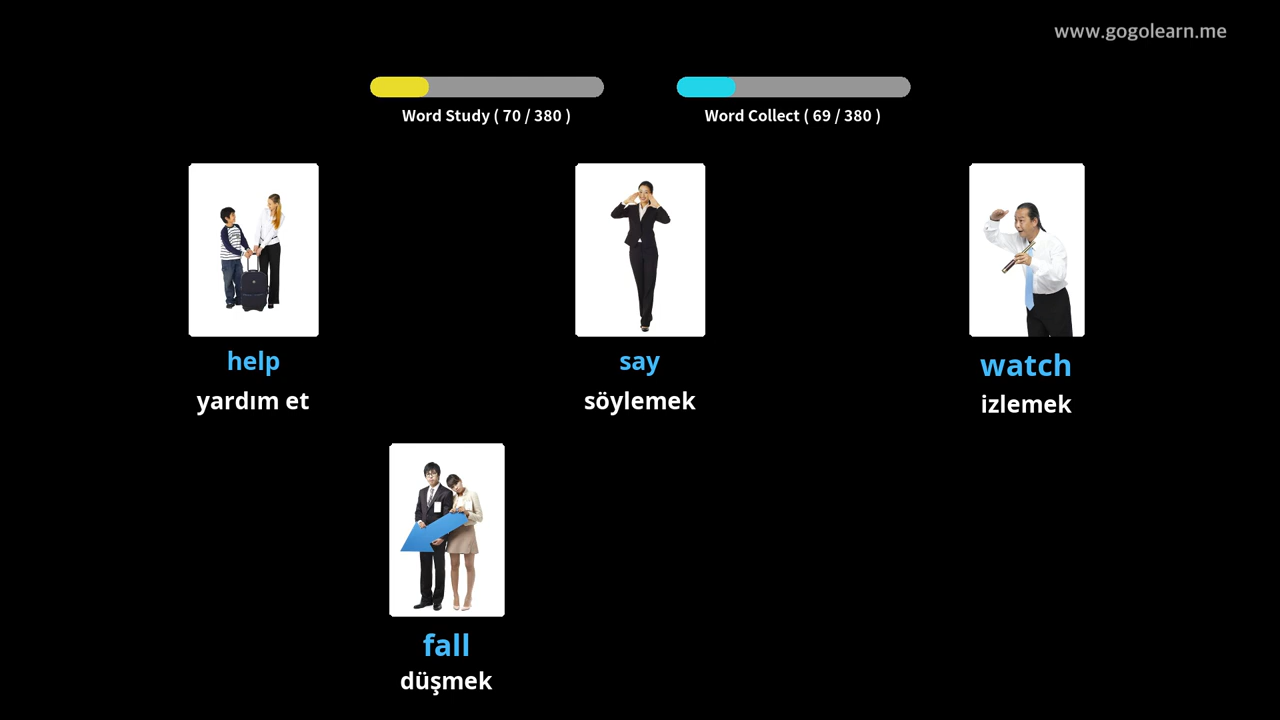 www.gogolearn.me
Word Study ( 70 / 380 )
Word Collect ( 69 / 380 )
help
yardım et
say
söylemek
watch
izlemek
fall
düşmek